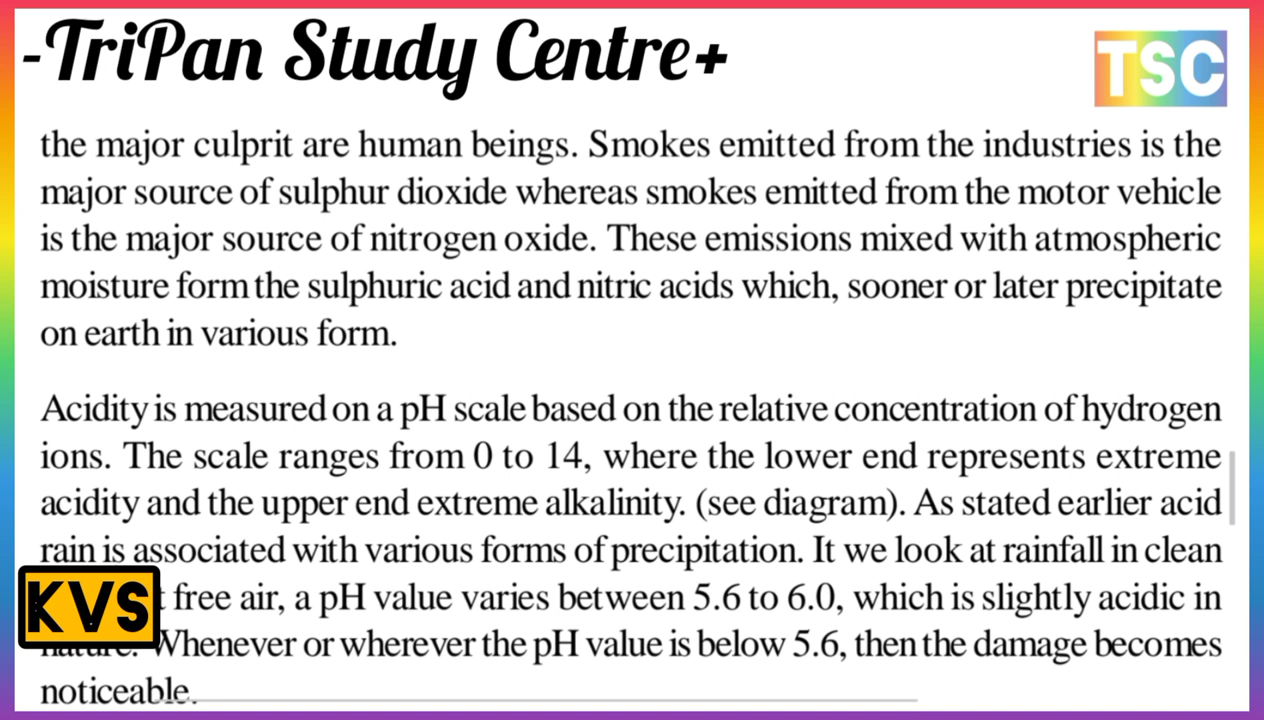 -TriPan Study Centre+
TSC
the major culprit are human beings. Smokes emitted from the industries is the
major source of sulphur dioxide whereas smokes emitted from the motor vehicle
is the major source of nitrogen oxide. These emissions mixed with atmospheric
moisture form the sulphuric acid and nitric acids which, sooner or later precipitate
on earth in various form.
Acidity is measured on a pH scale based on the relative concentration of hydrogen
ions. The scale ranges from 0 to 14, where the lower end represents extreme
acidity and the upper end extreme alkalinity. (see diagram). As stated earlier acid
rain is associated with various forms of precipitation. It we look at rainfall in clean
free air, a pH value varies between 5.6 to 6.0, which is slightly acidic in
KVS
nature. Whenever or wherever the pH value is below 5.6, then the damage becomes
noticeable.